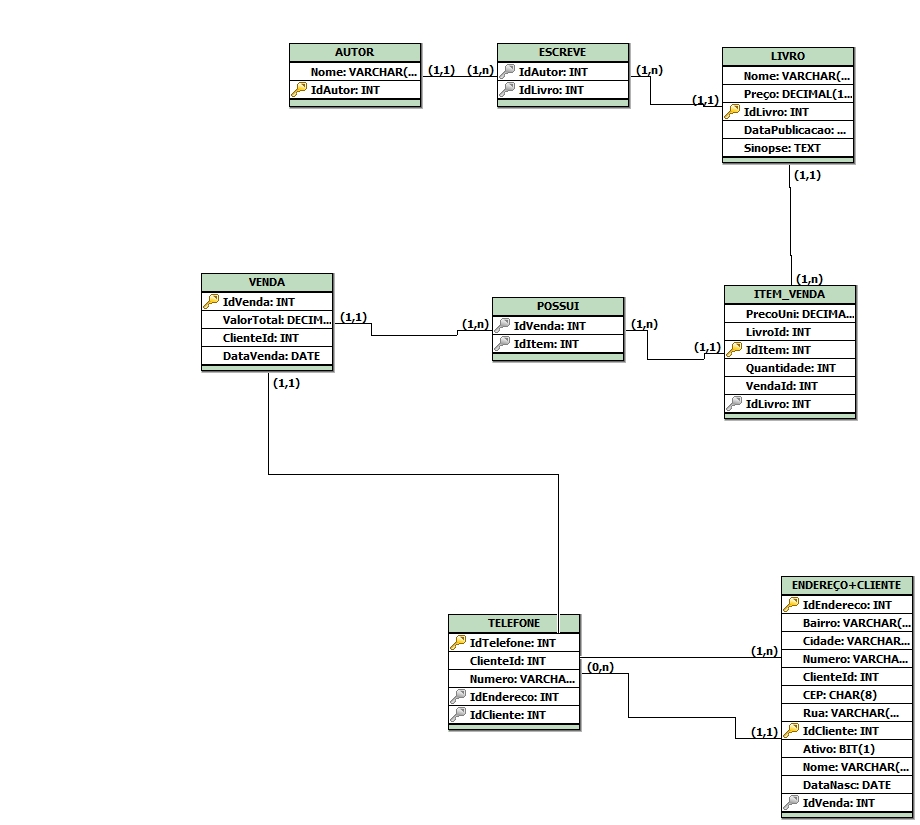 AUTOR
Nome: VARCHAR(...
IdAutor: INT
(1,1)
(1,n)
ESCREVE
IdAutor: INT
IdLivro: INT
(1,n)
(1,1)
LIVRO
Nome: VARCHAR(...
Preço: DECIMAL(1...
IdLivro: INT
DataPublicacao: ...
Sinopse: TEXT
(1,1)
(1,n)
VENDA
IdVenda: INT
ValorTotal: DECIM...
ClienteId: INT
DataVenda: DATE
(1,1)
(1,n)
POSSUI
IdVenda: INT
IdItem: INT
(1,n)
(1,1)
ITEM_VENDA
PrecoUni: DECIMA...
LivroId: INT
IdItem: INT
Quantidade: INT
VendaId: INT
IdLivro: INT
(1,1)
TELEFONE
IdTelefone: INT
ClienteId: INT
Numero: VARCHA...
IdEndereco: INT
IdCliente: INT
(0,n)
(1,n)
(1,1)
ENDEREÇO+CLIENTE
IdEndereco: INT
Bairro: VARCHAR(...
Cidade: VARCHAR...
Numero: VARCHA...
ClienteId: INT
CEP: CHAR(8)
Rua: VARCHAR(...
IdCliente: INT
Ativo: BIT(1)
Nome: VARCHAR(...
DataNasc: DATE
IdVenda: INT